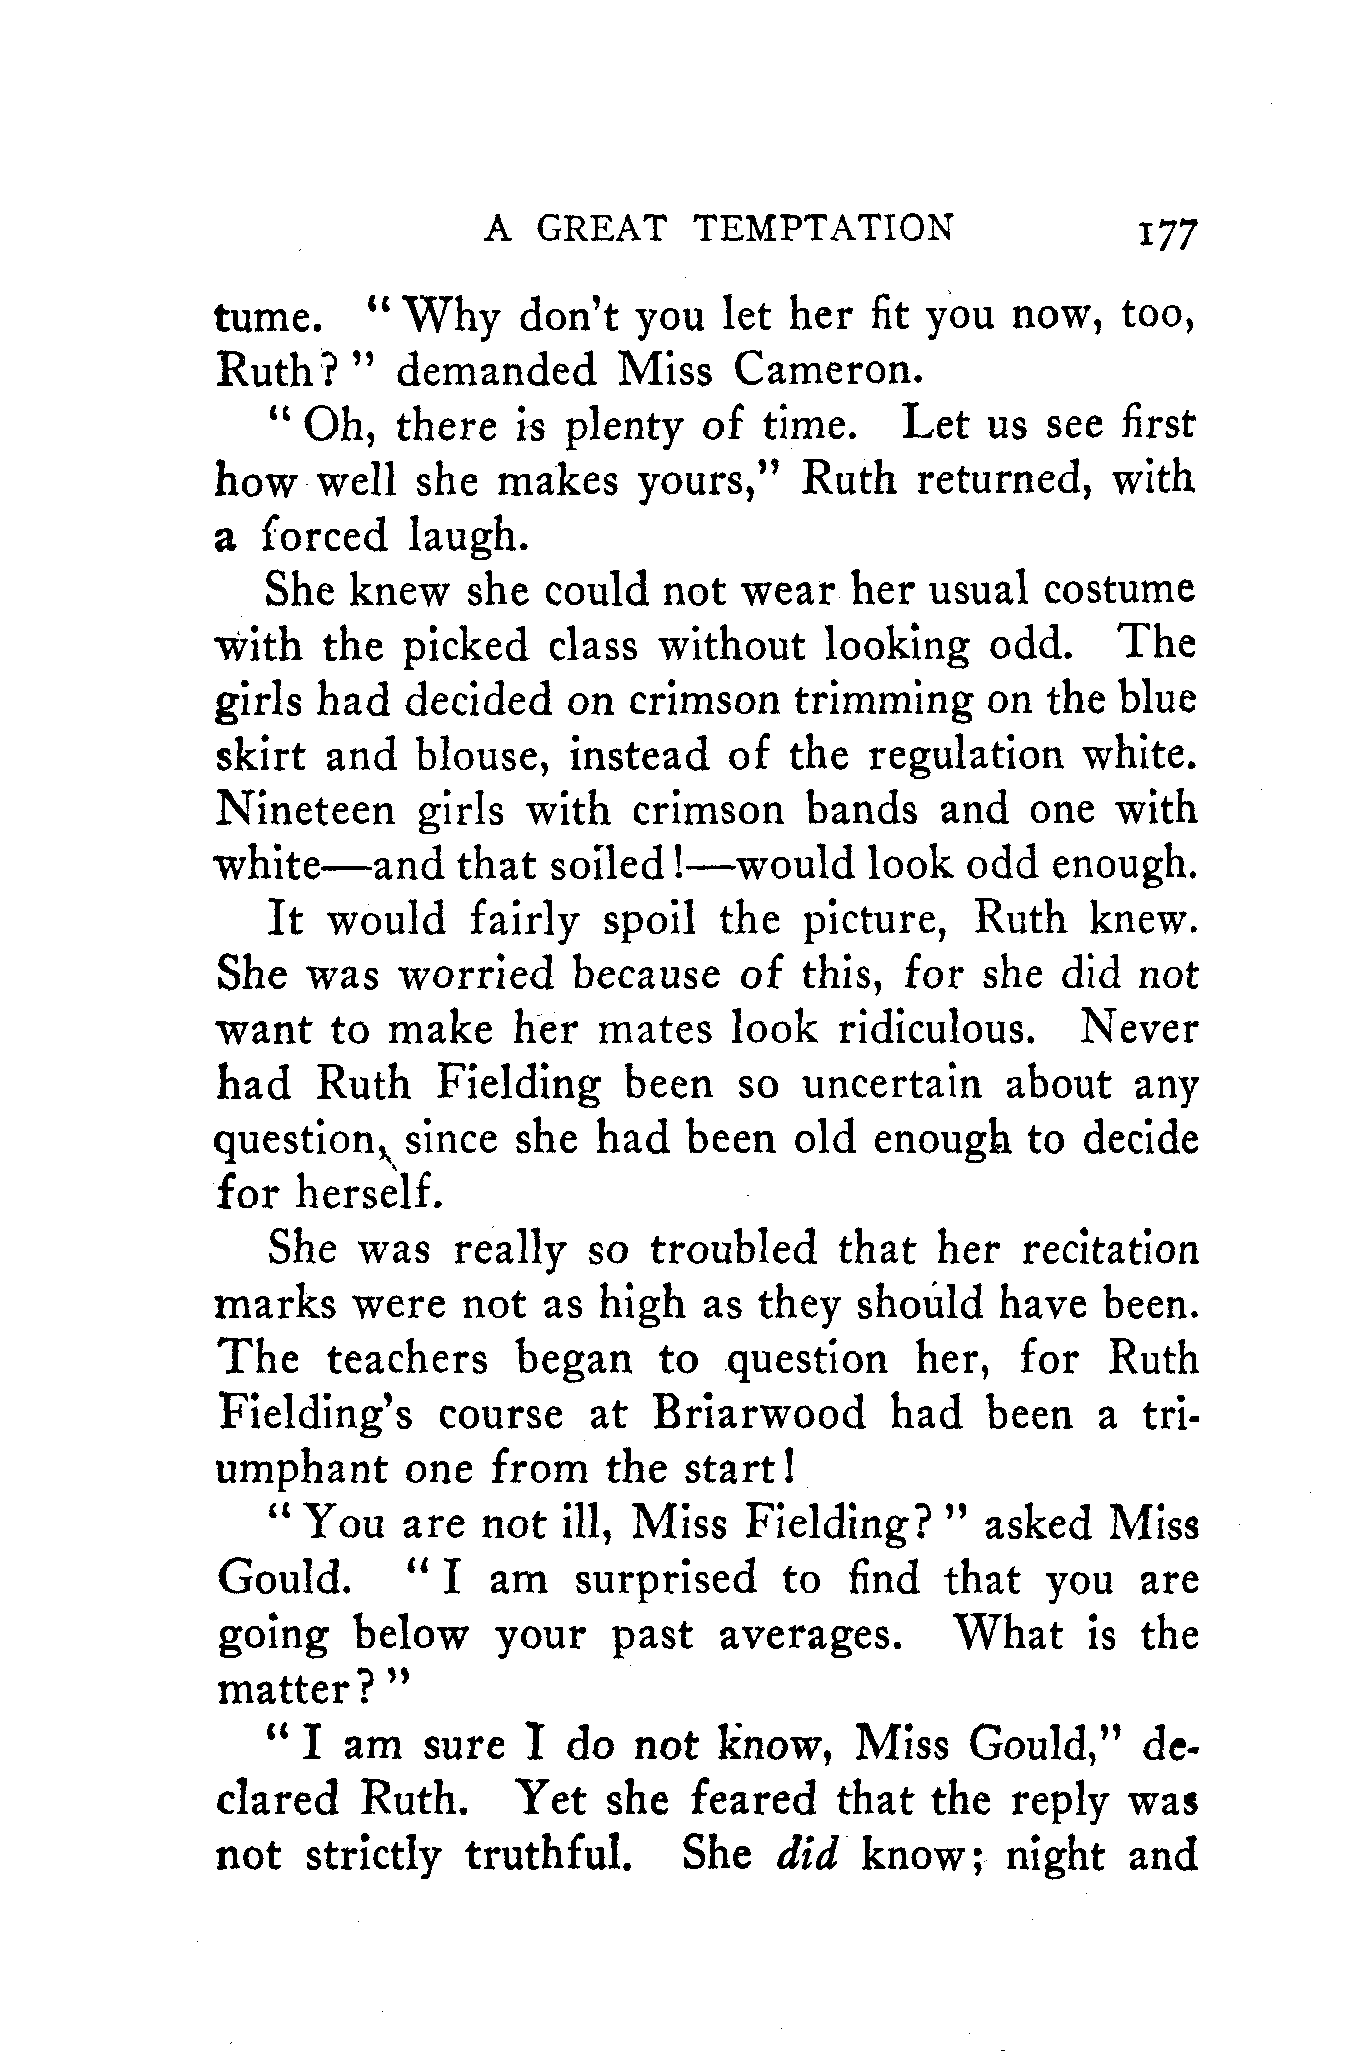 A GREAT TEMPTATION 177
tume. “Why don't you let her fit you now, too,
Ruth?” demanded Miss Cameron.
“Oh, there is plenty of time. Let us see first
how well she makes yours,” Ruth returned, with
a forced laugh.
She knew she could not wear her usual costume
with the picked class without looking odd. The
girls had decided on crimson trimming on the blue
skirt and blouse, instead of the regulation white.
Nineteen girls with crimson bands and one with
white—and that soiled!—would look odd enough.
It would fairly spoil the picture, Ruth knew.
She was worried because of this, for she did not
want to make her mates look ridiculous. Never
had Ruth Fielding been so uncertain about any
question, since she had been old enough to decide
for herself.
She was really so troubled that her recitation
marks were not as high as they should have been.
The teachers began to question her, for Ruth
Fielding's course at Briarwood had been a tri-
umphant one from the start!
“You are not ill, Miss Fielding?” asked Miss
Gould. “I am surprised to find that you are
going below your past averages. What is the
matter?”
“I am sure I do not know, Miss Gould,” de-
clared Ruth. Yet she feared that the reply was
not strictly truthful. She did know; night and